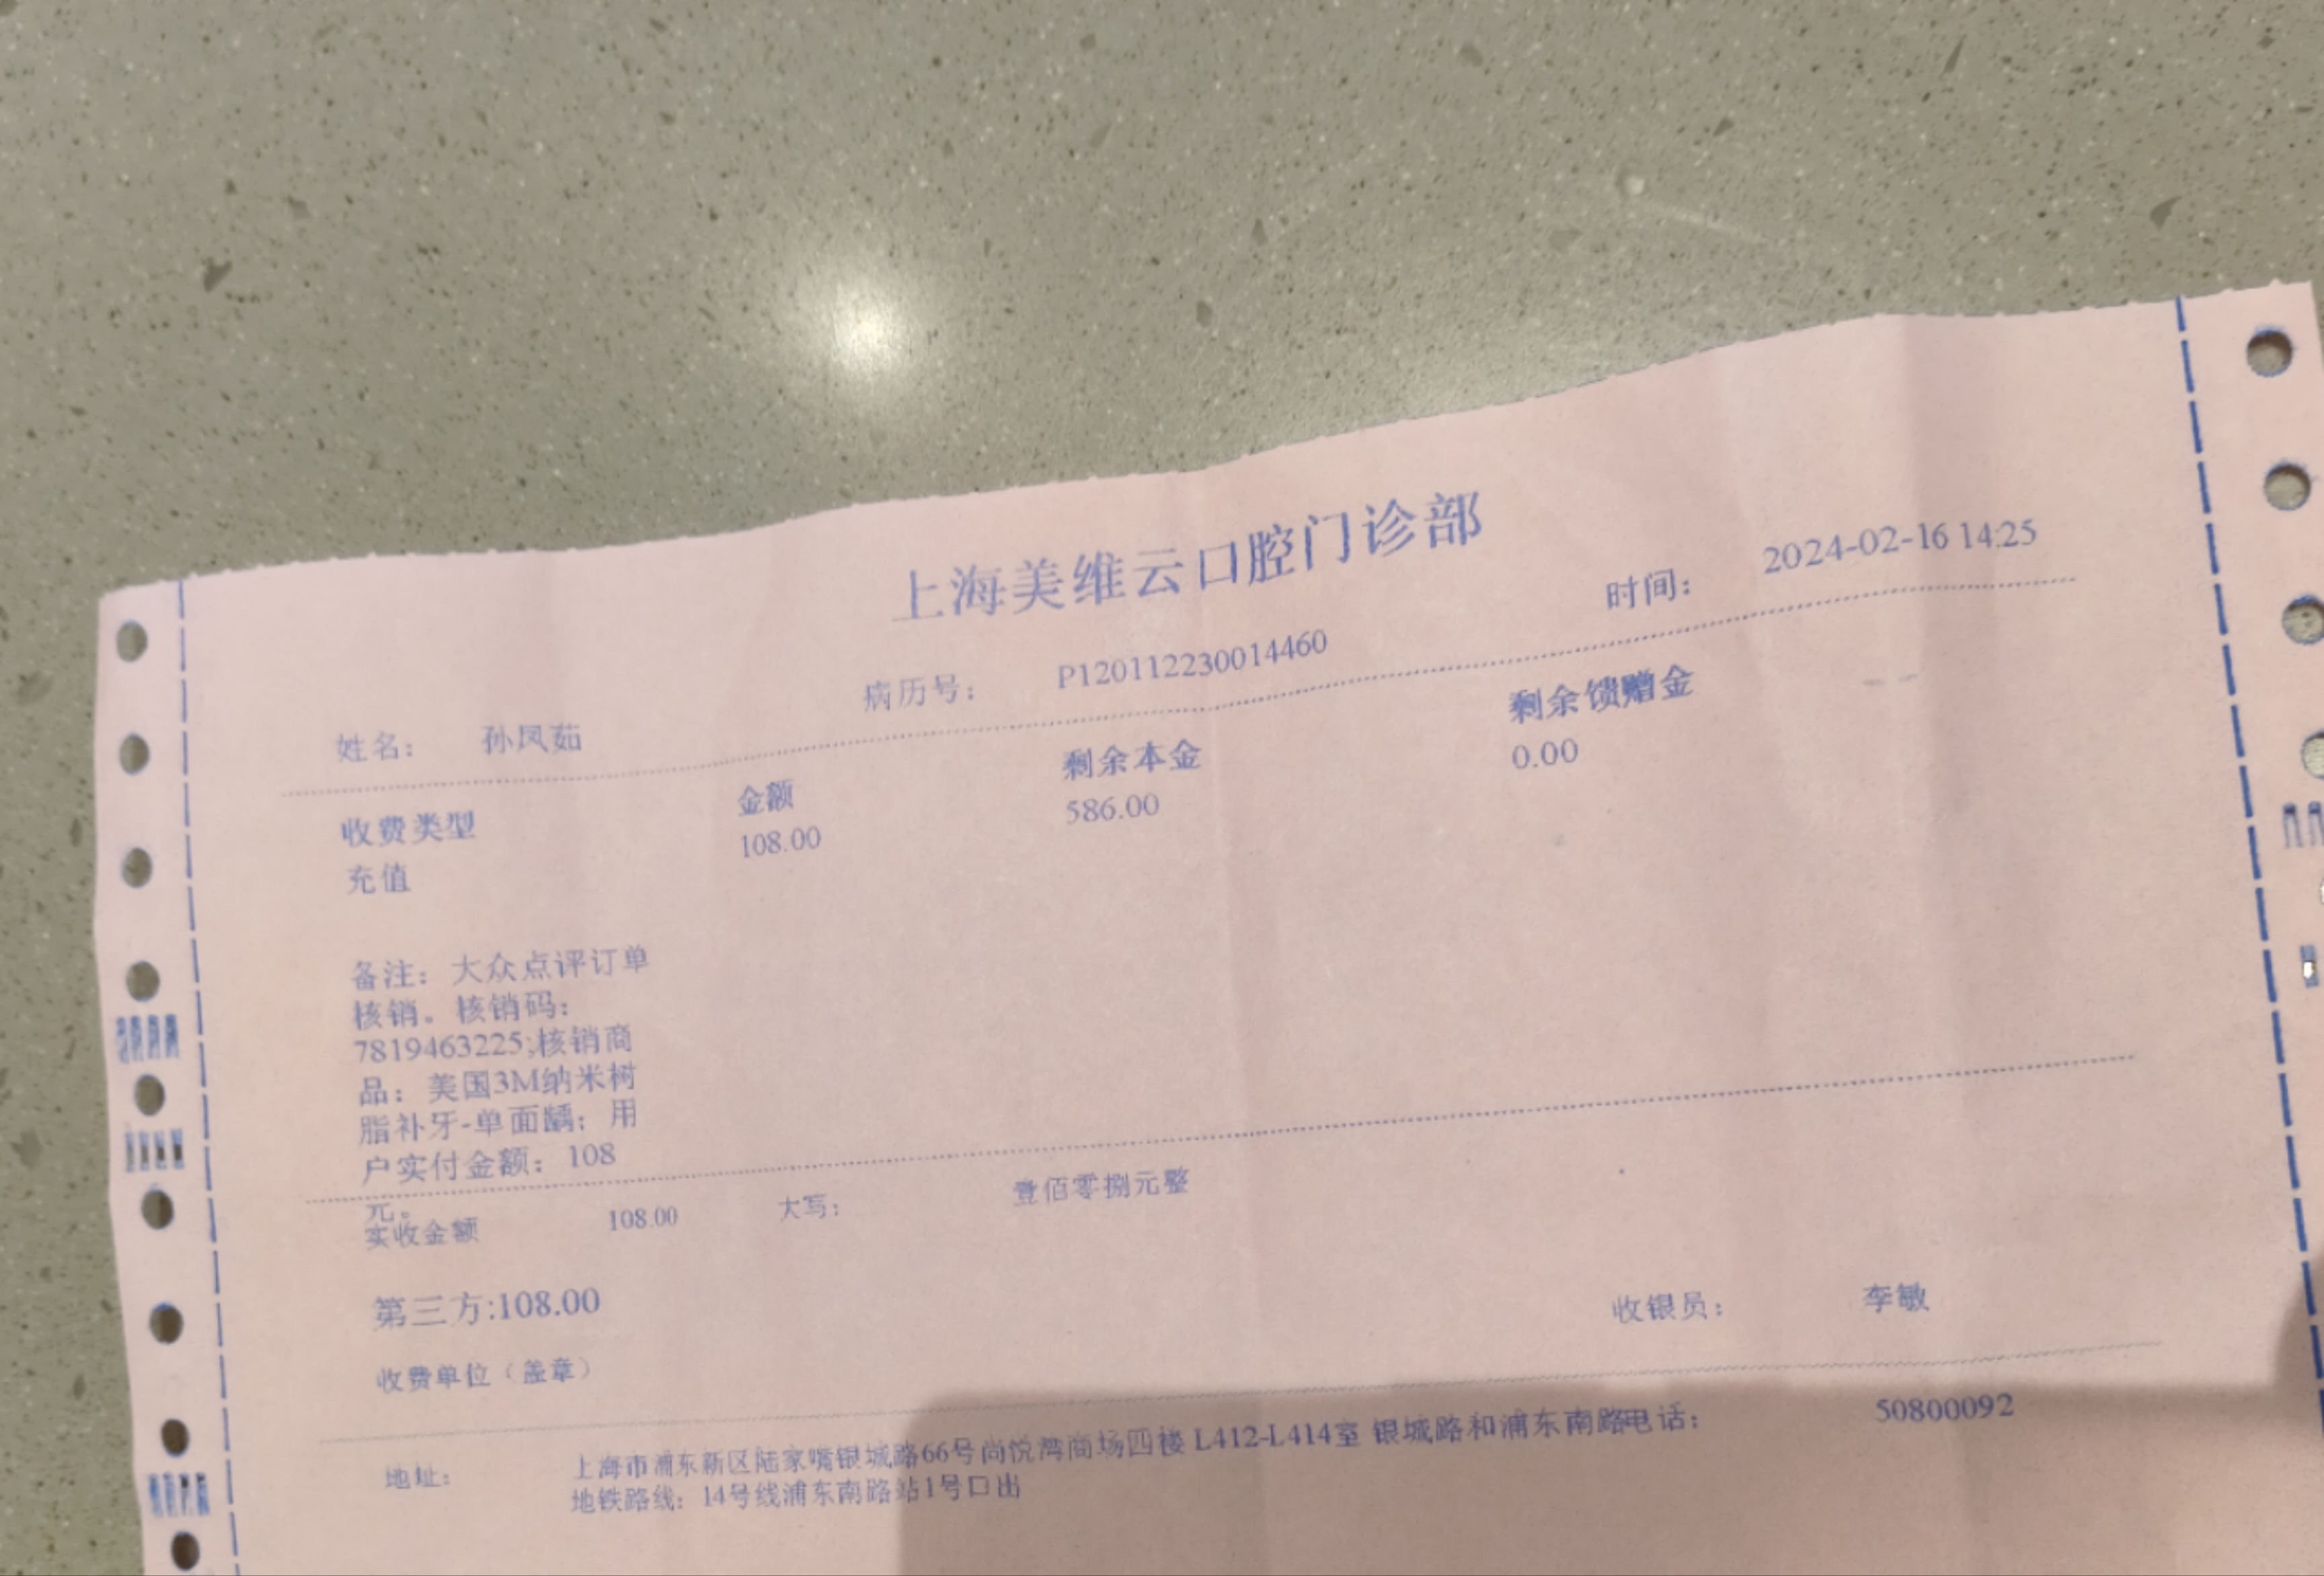 上海美维云口腔门诊部
姓名： 孙凤茹 病历号： P120112230014460 时间： 2024-02-16 14:25
收费类型 金额 剩余本金 剩余馈赠金
充值 108.00 586.00 0.00
备注：大众点评订单
核销。核销码：
7819463225;核销商
品：美国3M纳米树
脂补牙-单面龋；用
户实付金额：108
元。
实收金额 108.00 大写： 壹佰零捌元整
第三方:108.00
收费单位（盖章） 收银员： 李敏
地址： 上海市浦东新区陆家嘴银城路66号尚悦湾商场四楼 L412-L414室 银城路和浦东南路 电话： 50800092
地铁路线：14号线浦东南路站1号口出